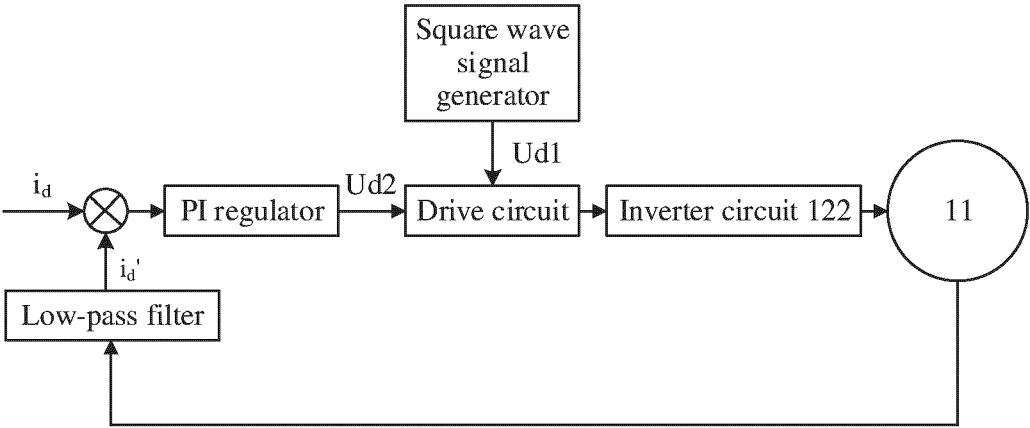 Square wave
signal
generator
Ud1
i_d
Ud2
PI regulator
Drive circuit
Inverter circuit 122
11
i_d'
Low-pass filter